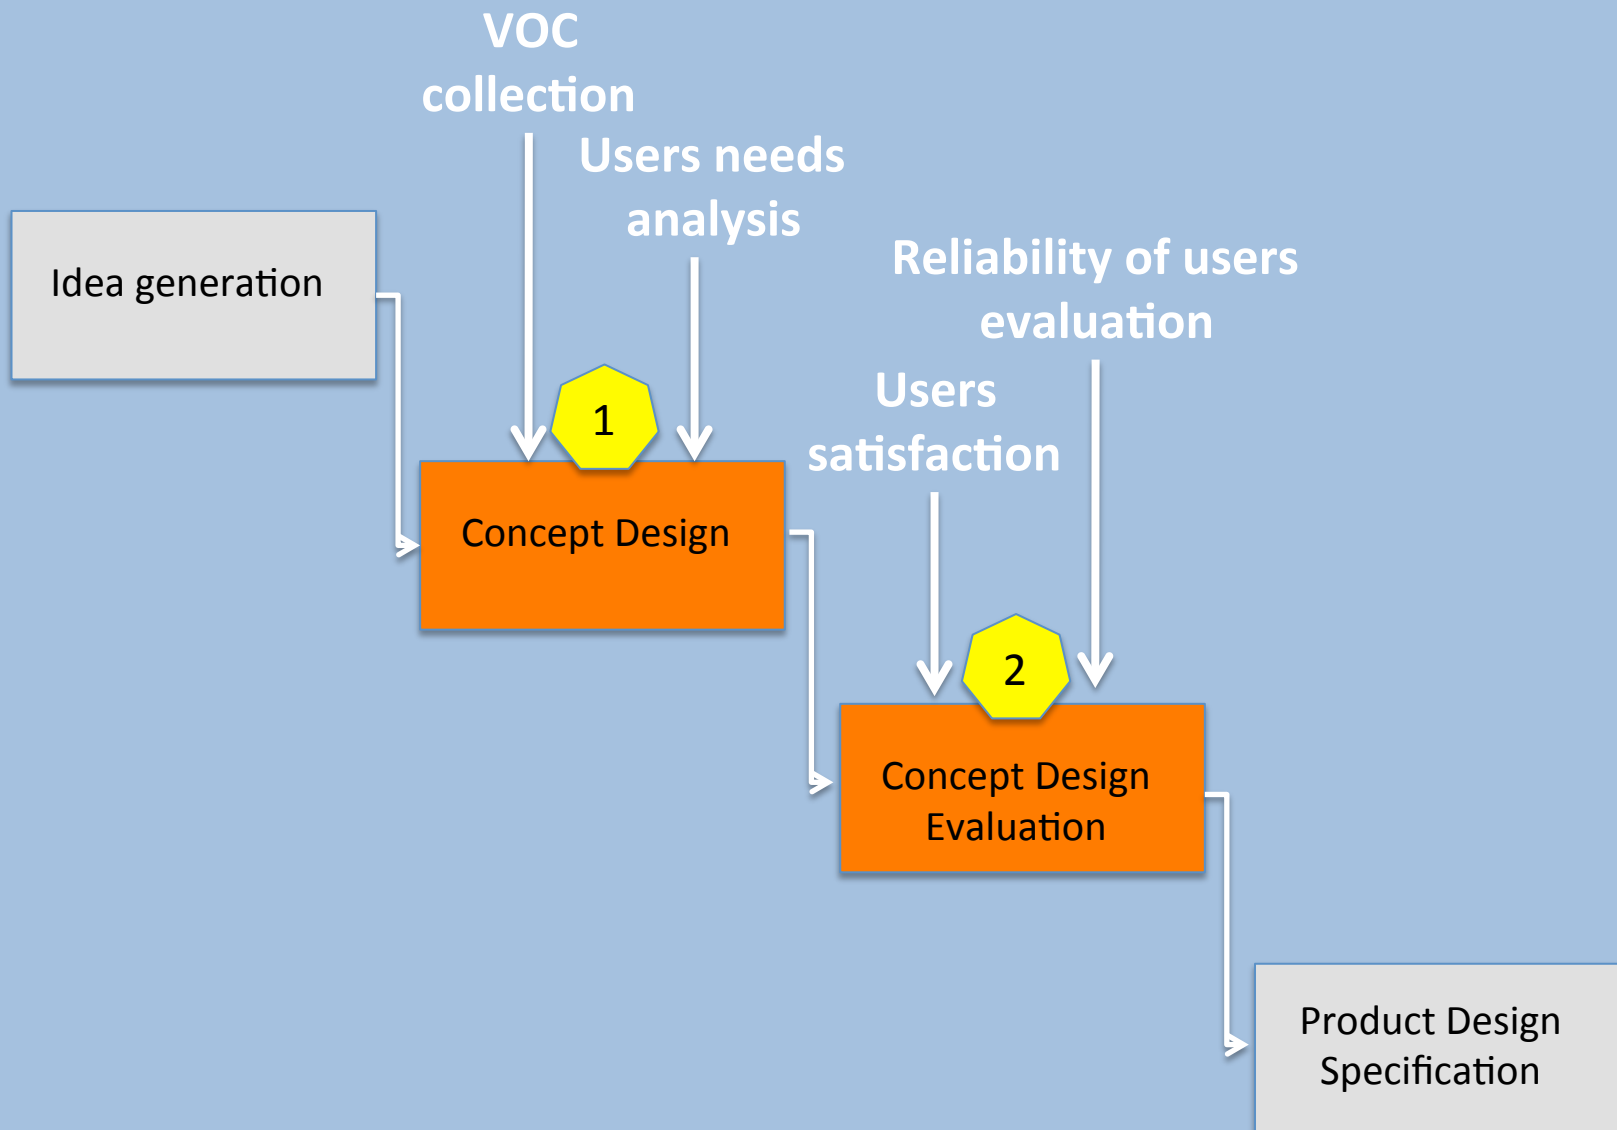 VOC
collection
Users needs
analysis
Idea generation
Reliability of users
evaluation
Users
satisfaction
1
Concept Design
2
Concept Design
Evaluation
Product Design
Specification